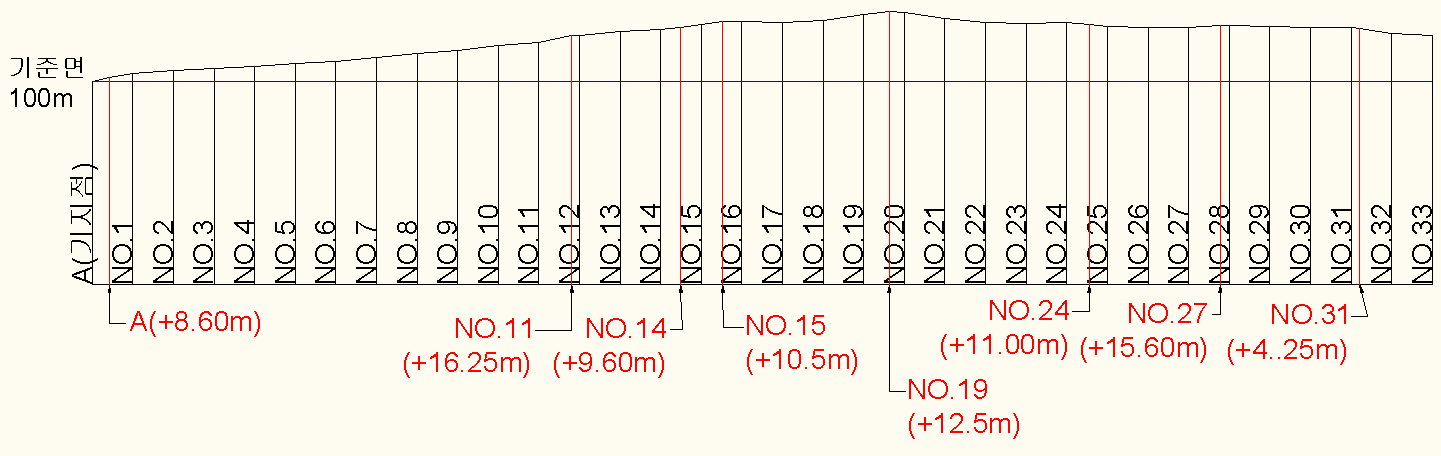 기준면
100m
A(기지점)
NO.1
NO.2
NO.3
NO.4
NO.5
NO.6
NO.7
NO.8
NO.9
NO.10
NO.11
NO.12
NO.13
NO.14
NO.15
NO.16
NO.17
NO.18
NO.19
NO.20
NO.21
NO.22
NO.23
NO.24
NO.25
NO.26
NO.27
NO.28
NO.29
NO.30
NO.31
NO.32
NO.33
A(+8.60m)
NO.11
(+16.25m)
NO.14
(+9.60m)
NO.15
(+10.5m)
NO.19
(+12.5m)
NO.24
(+11.00m)
NO.27
(+15.60m)
NO.31
(+4..25m)